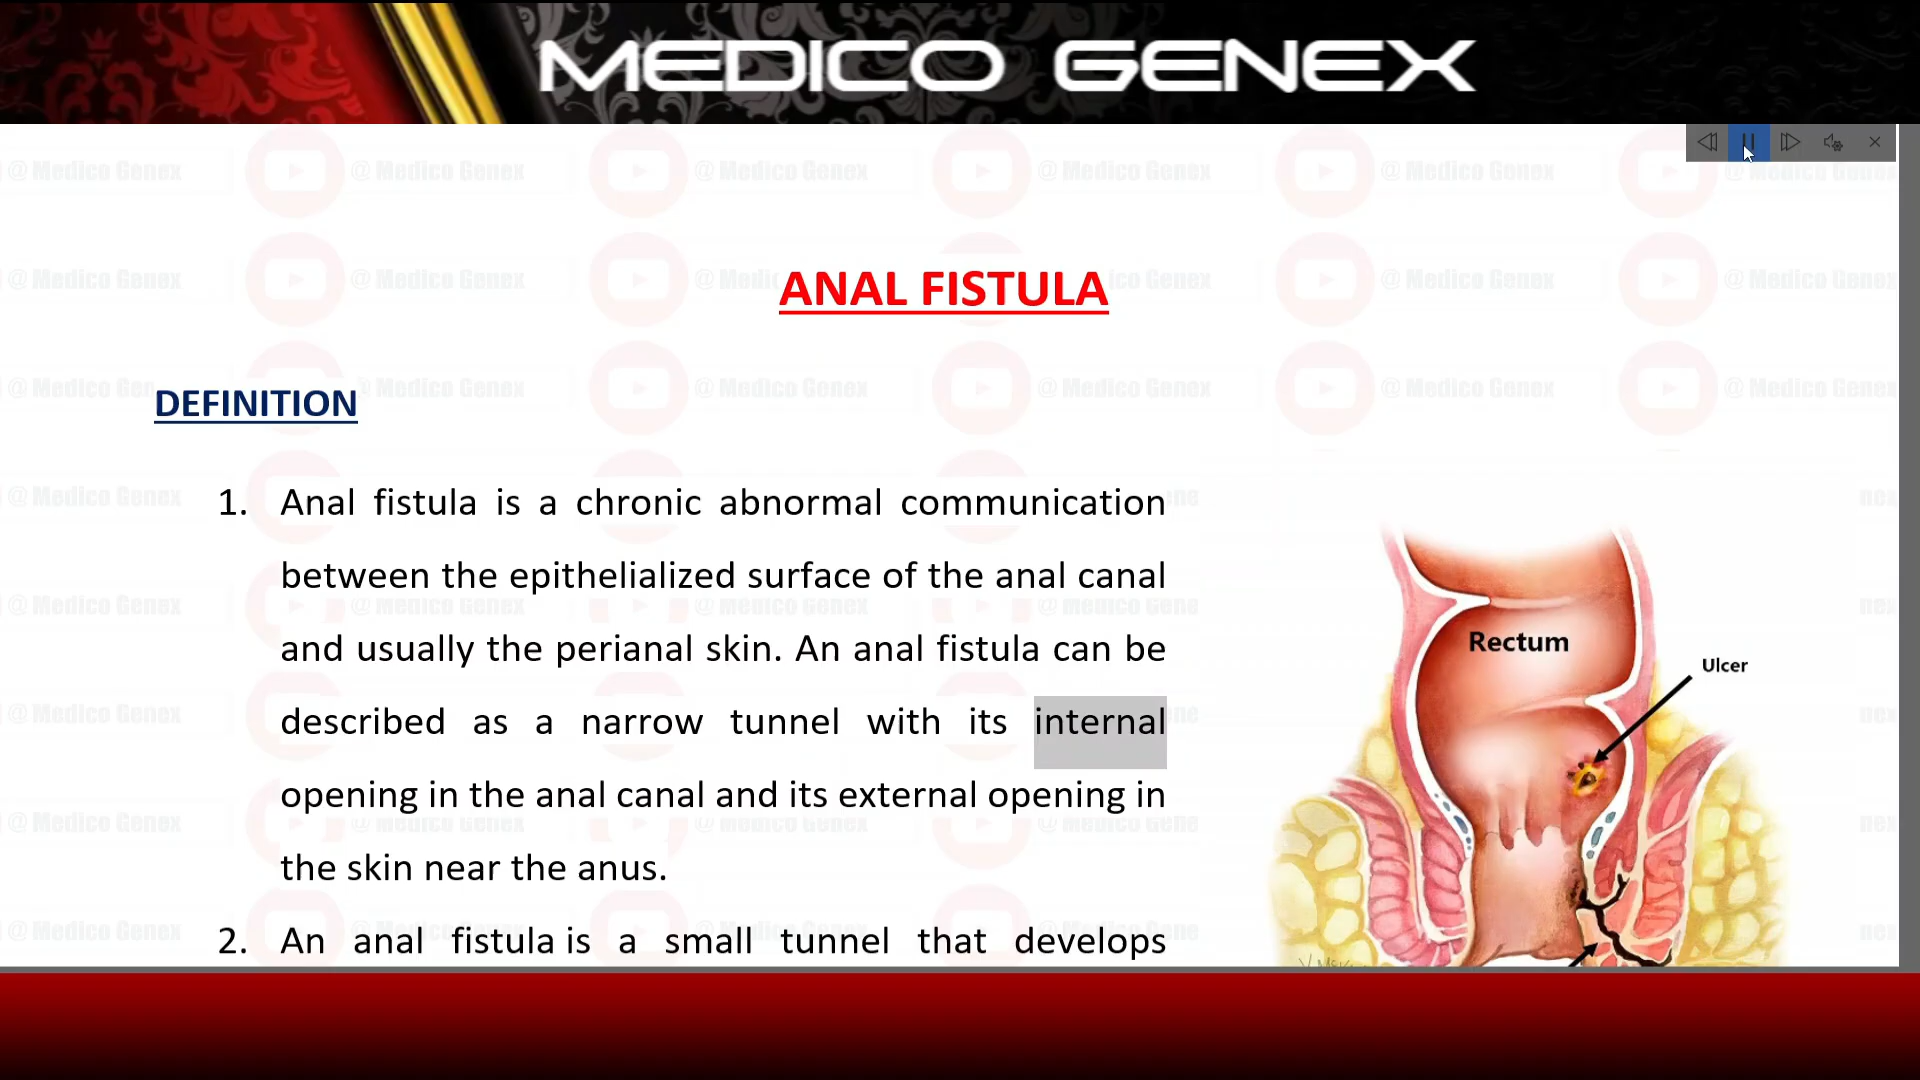 MEDICO GENEX
ANAL FISTULA
DEFINITION
1. Anal fistula is a chronic abnormal communication
between the epithelialized surface of the anal canal
and usually the perianal skin. An anal fistula can be
described as a narrow tunnel with its internal
opening in the anal canal and its external opening in
the skin near the anus.
2. An anal fistula is a small tunnel that develops
Rectum
Ulcer
@ Medico Genex